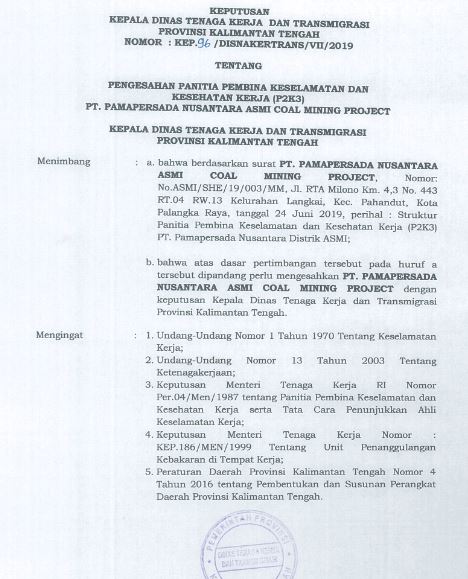 KEPUTUSAN
KEPALA DINAS TENAGA KERJA DAN TRANSMIGRASI
PROVINSI KALIMANTAN TENGAH
NOMOR : KEP.96 /DISNAKERTRANS/VII/2019
TENTANG
PENGESAHAN PANITIA PEMBINA KESELAMATAN DAN
KESEHATAN KERJA (P2K3)
PT. PAMAPERSADA NUSANTARA ASMI COAL MINING PROJECT
KEPALA DINAS TENAGA KERJA DAN TRANSMIGRASI
PROVINSI KALIMANTAN TENGAH
Menimbang : a. bahwa berdasarkan surat PT. PAMAPERSADA NUSANTARA
ASMI COAL MINING PROJECT, Nomor:
No.ASMI/SHE/19/003/MM, Jl. RTA Milono Km. 4,3 No. 443
RT.04 RW.13 Kelurahan Langkai, Kec. Pahandut, Kota
Palangka Raya, tanggal 24 Juni 2019, perihal : Struktur
Panitia Pembina Keselamatan dan Kesehatan Kerja (P2K3)
PT. Pamapersada Nusantara Distrik ASMI;
b. bahwa atas dasar pertimbangan tersebut pada huruf a
tersebut dipandang perlu mengesahkan PT. PAMAPERSADA
NUSANTARA ASMI COAL MINING PROJECT dengan
keputusan Kepala Dinas Tenaga Kerja dan Transmigrasi
Provinsi Kalimantan Tengah.
Mengingat : 1. Undang-Undang Nomor 1 Tahun 1970 Tentang Keselamatan
Kerja;
2. Undang-Undang Nomor 13 Tahun 2003 Tentang
Ketenagakerjaan;
3. Keputusan Menteri Tenaga Kerja RI Nomor
Per.04/Men/1987 tentang Panitia Pembina Keselamatan dan
Kesehatan Kerja serta Tata Cara Penunjukkan Ahli
Keselamatan Kerja;
4. Keputusan Menteri Tenaga Kerja Nomor :
KEP.186/MEN/1999 Tentang Unit Penanggulangan
Kebakaran di Tempat Kerja;
5. Peraturan Daerah Provinsi Kalimantan Tengah Nomor 4
Tahun 2016 tentang Pembentukan dan Susunan Perangkat
Daerah Provinsi Kalimantan Tengah.
PEMERINTAH PROVINSI
DINAS TENAGA KERJA
DAN TRANSMIGRASI